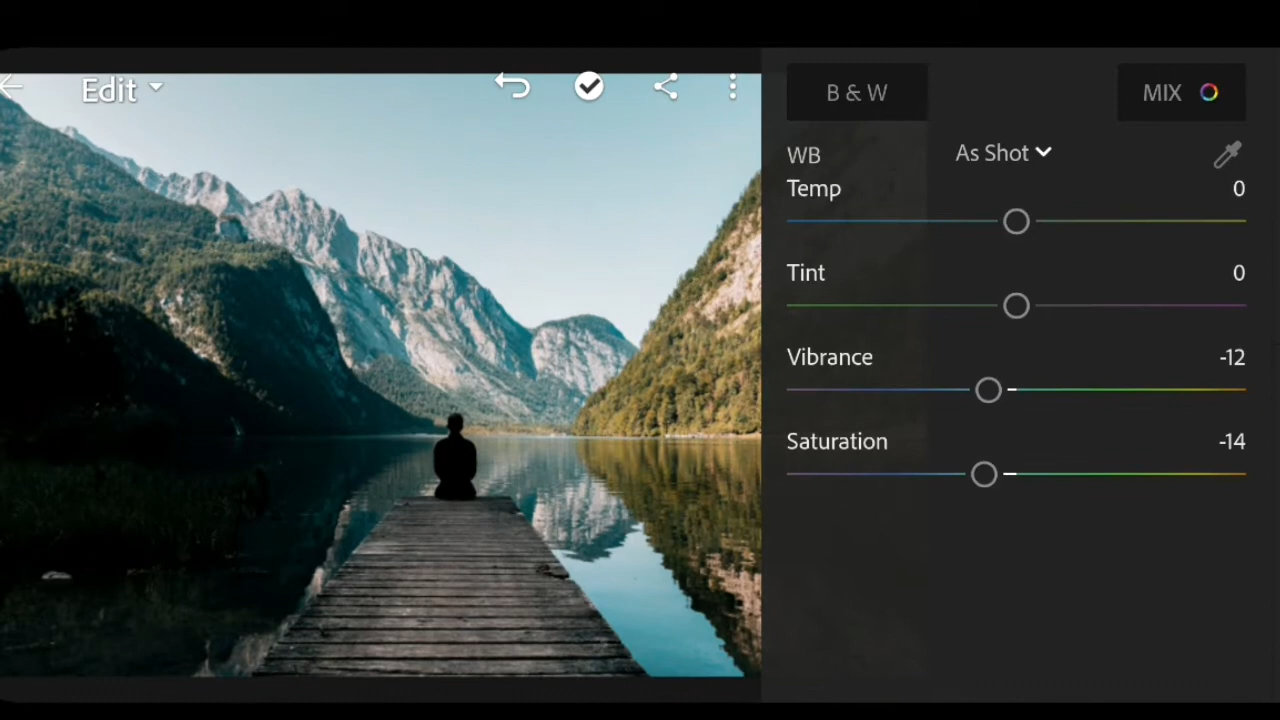 Edit
B & W
MIX
WB
As Shot
Temp
0
Tint
0
Vibrance
-12
Saturation
-14